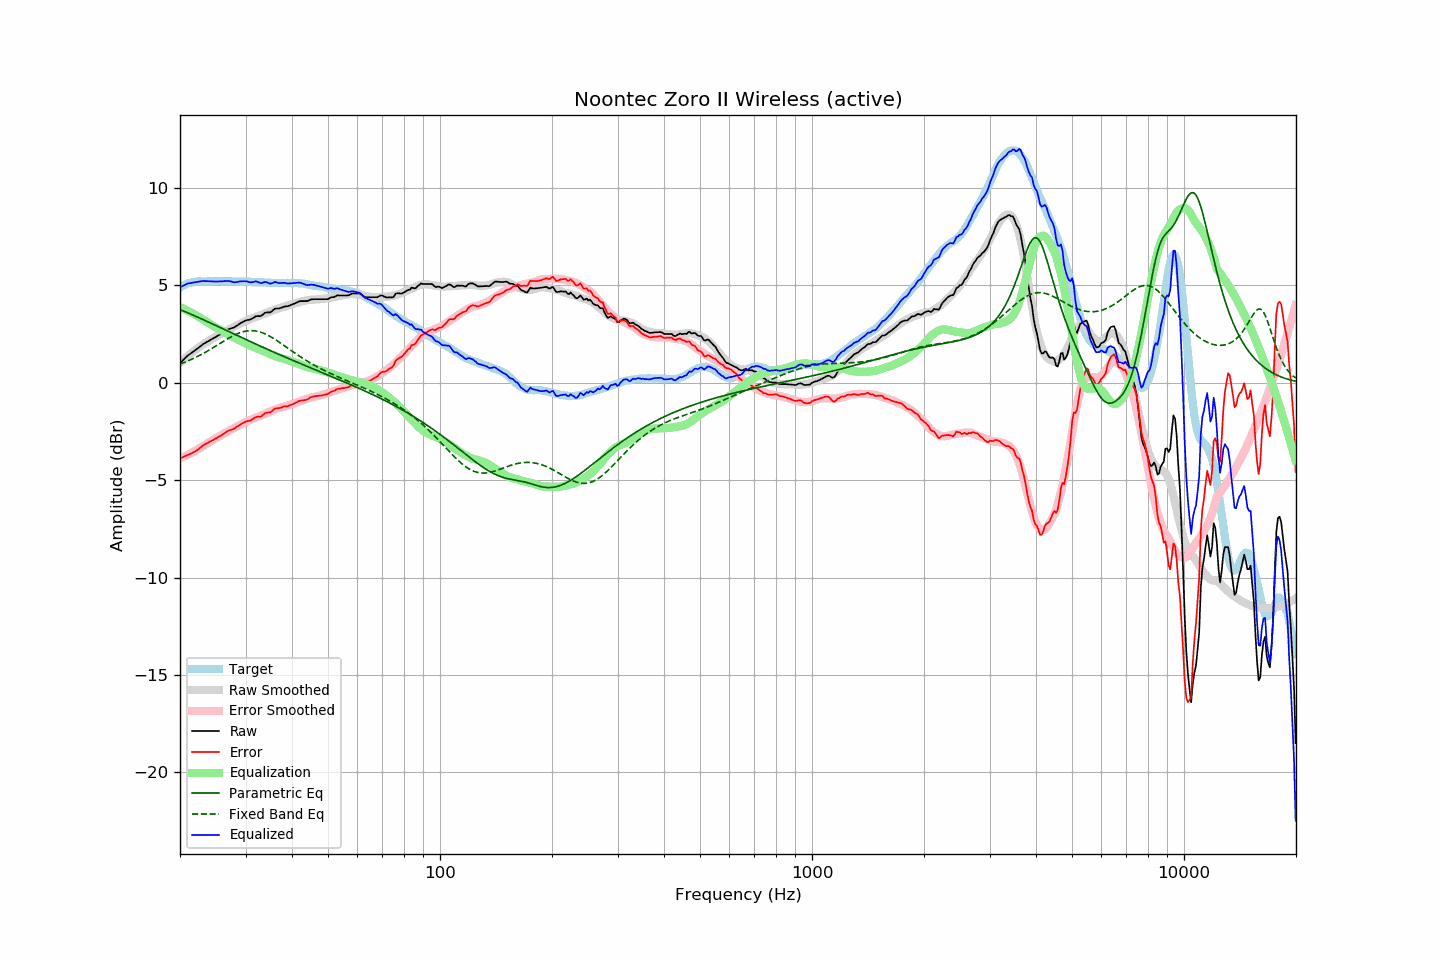 Noontec Zoro II Wireless (active)
Amplitude (dBr)
10
5
0
−5
−10
−15
−20
Target
Raw Smoothed
Error Smoothed
Raw
Error
Equalization
Parametric Eq
Fixed Band Eq
Equalized
100 1000 10000
Frequency (Hz)